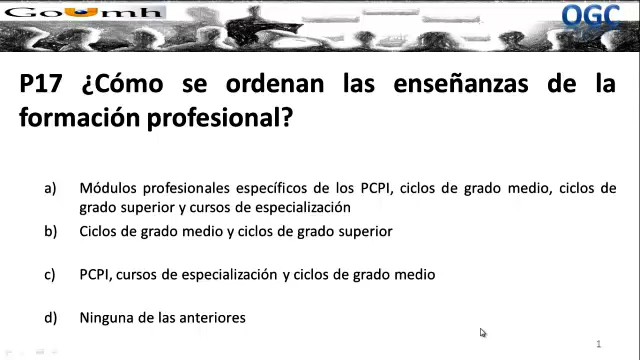 GOUMH
OGC
P17 ¿Cómo se ordenan las enseñanzas de la
formación profesional?
a) Módulos profesionales específicos de los PCPI, ciclos de grado medio, ciclos de
grado superior y cursos de especialización
b) Ciclos de grado medio y ciclos de grado superior
c) PCPI, cursos de especialización y ciclos de grado medio
d) Ninguna de las anteriores
1